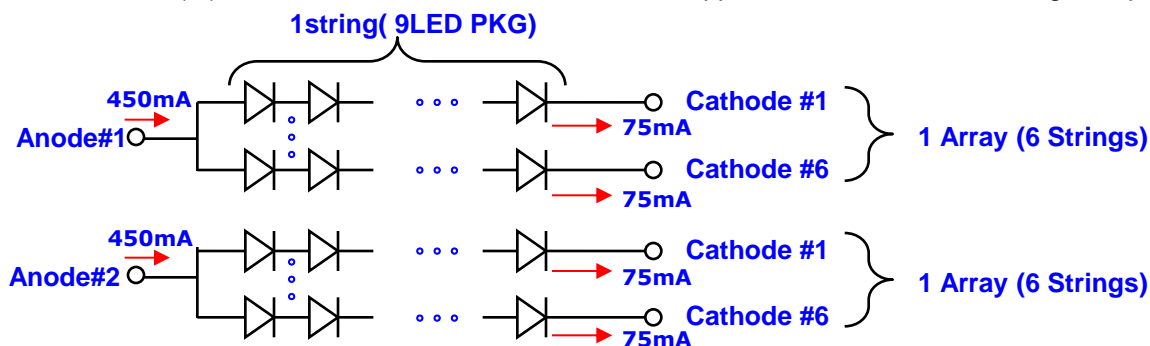 1string( 9LED PKG)
450mA
Cathode #1
75mA
Anode#1
1 Array (6 Strings)
Cathode #6
75mA
450mA
Cathode #1
75mA
Anode#2
1 Array (6 Strings)
Cathode #6
75mA